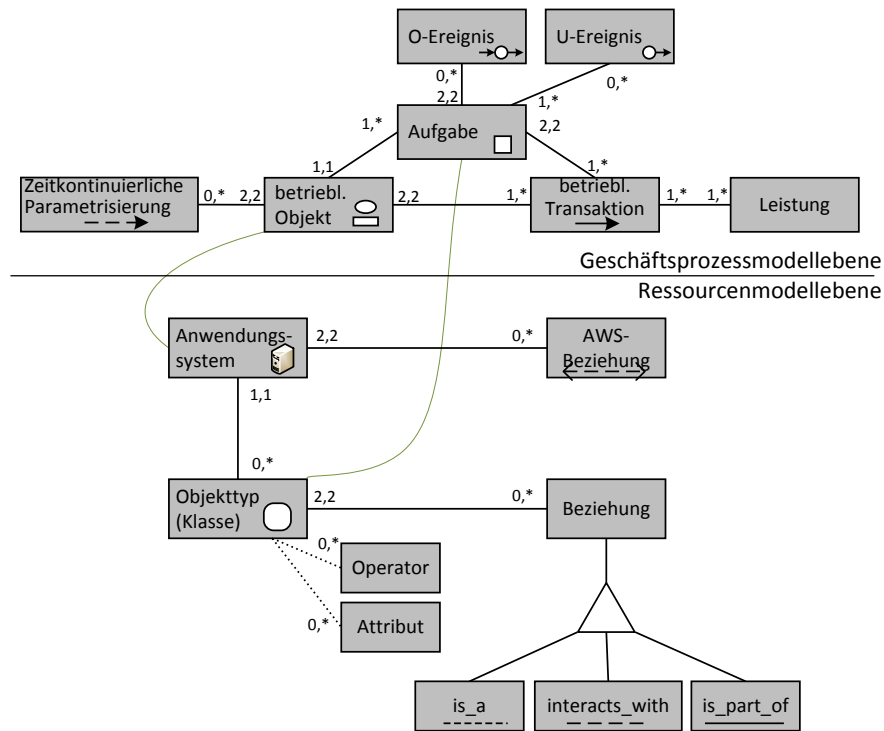 O-Ereignis
U-Ereignis
0,*
0,*
2,2
1,*
1,*
Aufgabe
2,2
1,1
1,*
Zeitkontinuierliche
Parametrisierung
0,*
2,2
betriebl.
Objekt
2,2
1,*
betriebl.
Transaktion
1,*
1,*
Leistung
Geschäftsprozessmodellebene
Ressourcenmodellebene
Anwendungs-
system
2,2
0,*
AWS-
Beziehung
1,1
0,*
Objekttyp
(Klasse)
2,2
0,*
Beziehung
0,*
Operator
0,*
Attribut
is_a
interacts_with
is_part_of